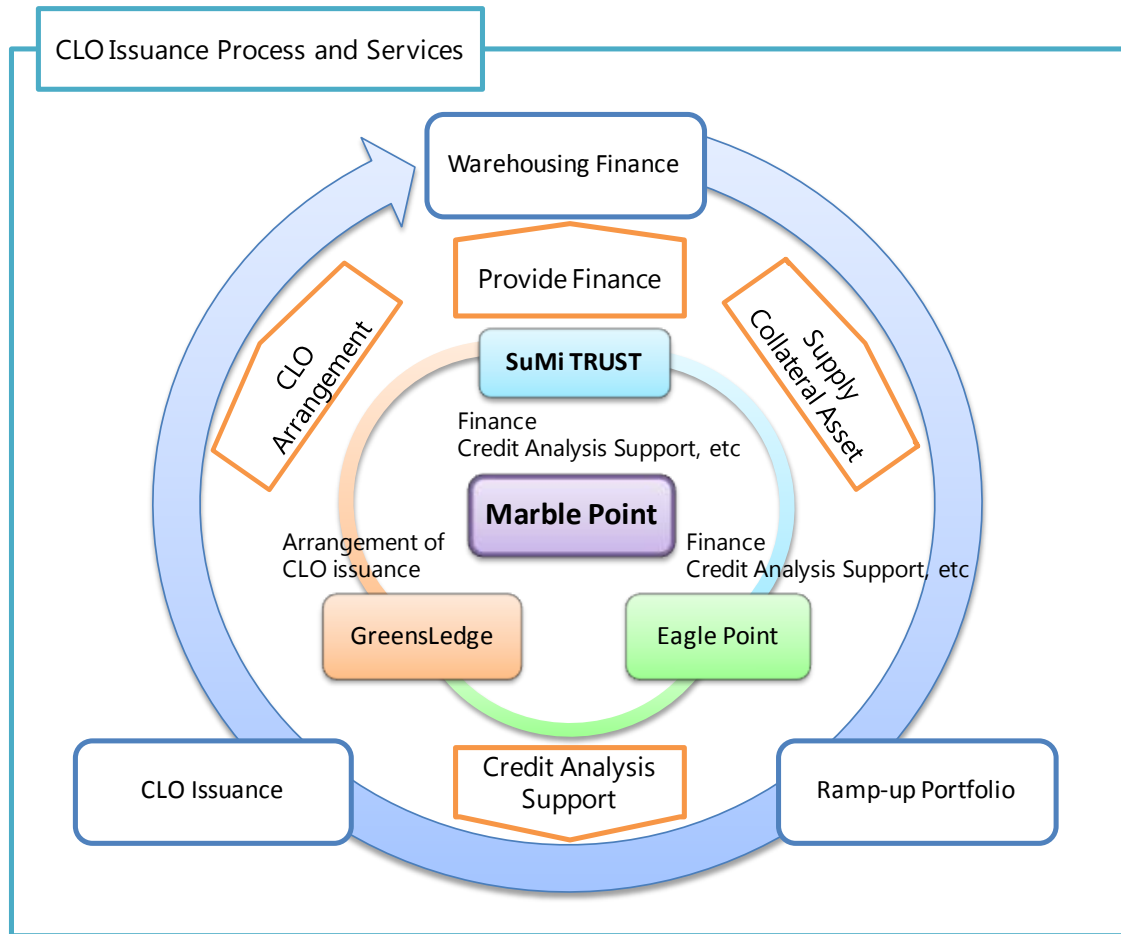 CLO Issuance Process and Services
Warehousing Finance
Provide Finance
CLO
Arrangement
Supply
Collateral Asset
SuMi TRUST
Finance
Credit Analysis Support, etc
Marble Point
Arrangement of
CLO issuance
Finance
Credit Analysis Support, etc
GreensLedge
Eagle Point
Credit Analysis
Support
CLO Issuance
Ramp-up Portfolio